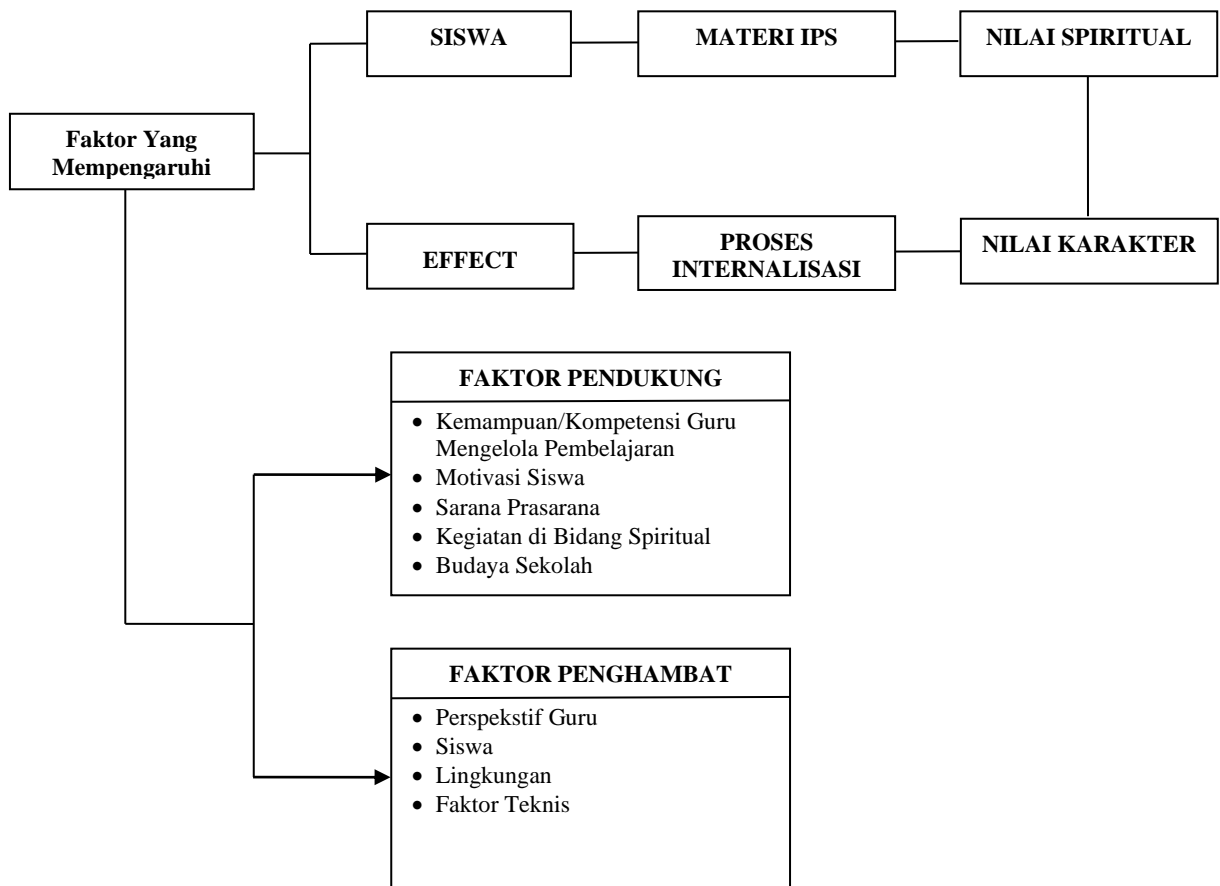 SISWA
MATERI IPS
NILAI SPIRITUAL
Faktor Yang
Mempengaruhi
EFFECT
PROSES
INTERNALISASI
NILAI KARAKTER
FAKTOR PENDUKUNG
• Kemampuan/Kompetensi Guru
Mengelola Pembelajaran
• Motivasi Siswa
• Sarana Prasarana
• Kegiatan di Bidang Spiritual
• Budaya Sekolah
FAKTOR PENGHAMBAT
• Perspekstif Guru
• Siswa
• Lingkungan
• Faktor Teknis